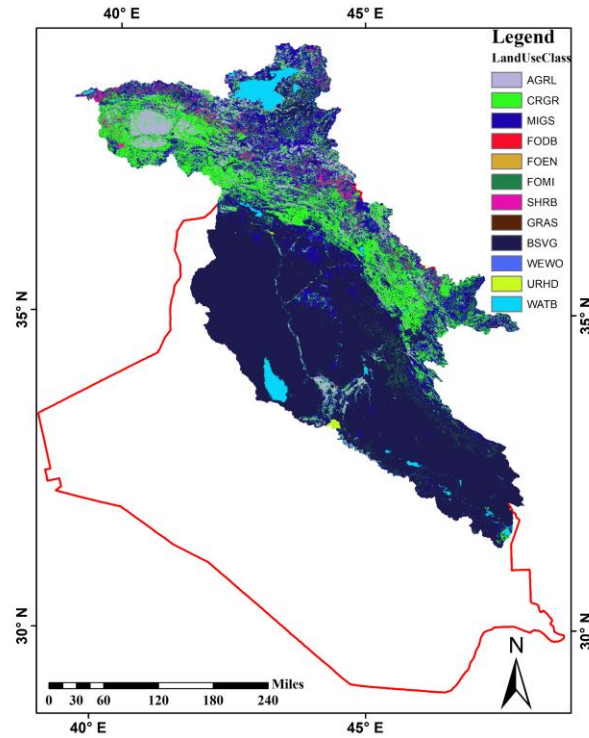 40° E 45° E
Legend
LandUseClass
AGRL
CRGR
MIGS
FODB
FOEN
FOMI
SHRB
GRAS
BSVG
WEWO
URHD
WATB
35° N 35° N
30° N 30° N
N
Miles
0 30 60 120 180 240
40° E 45° E